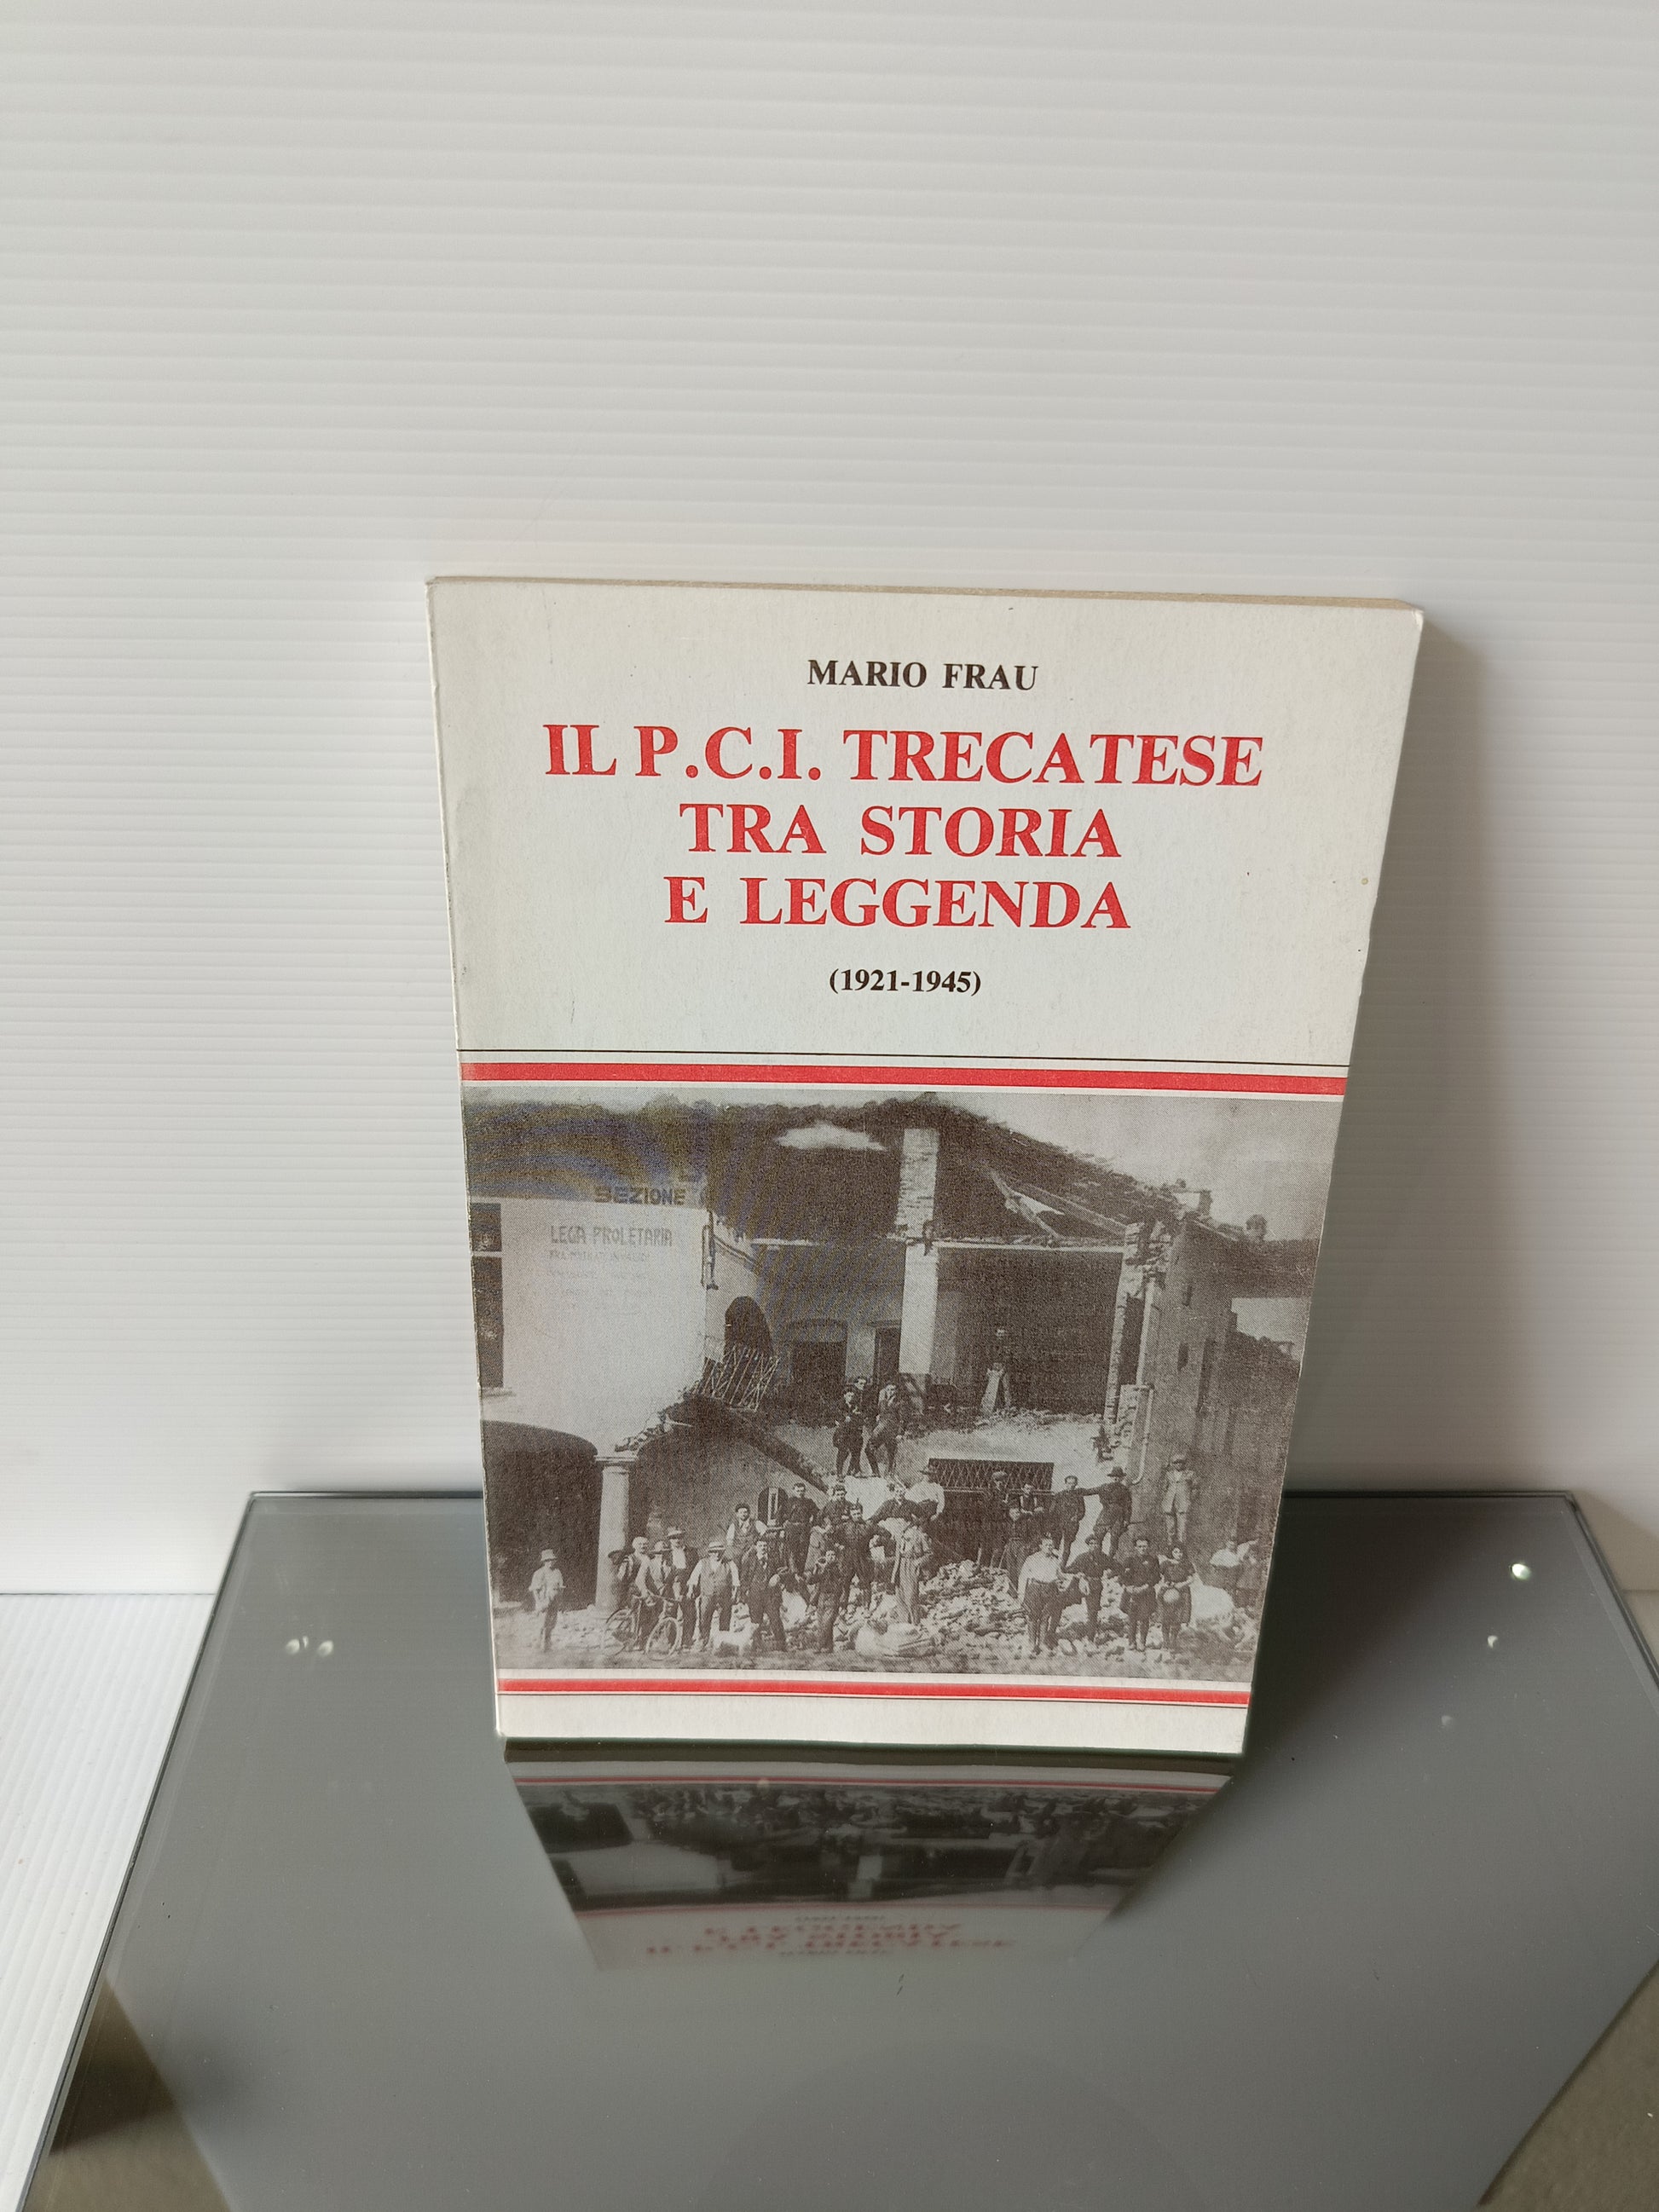 MARIO FRAU
IL P.C.I. TRECATESE
TRA STORIA
E LEGGENDA
(1921-1945)
SEZIONE
LEGA PROLETARIA